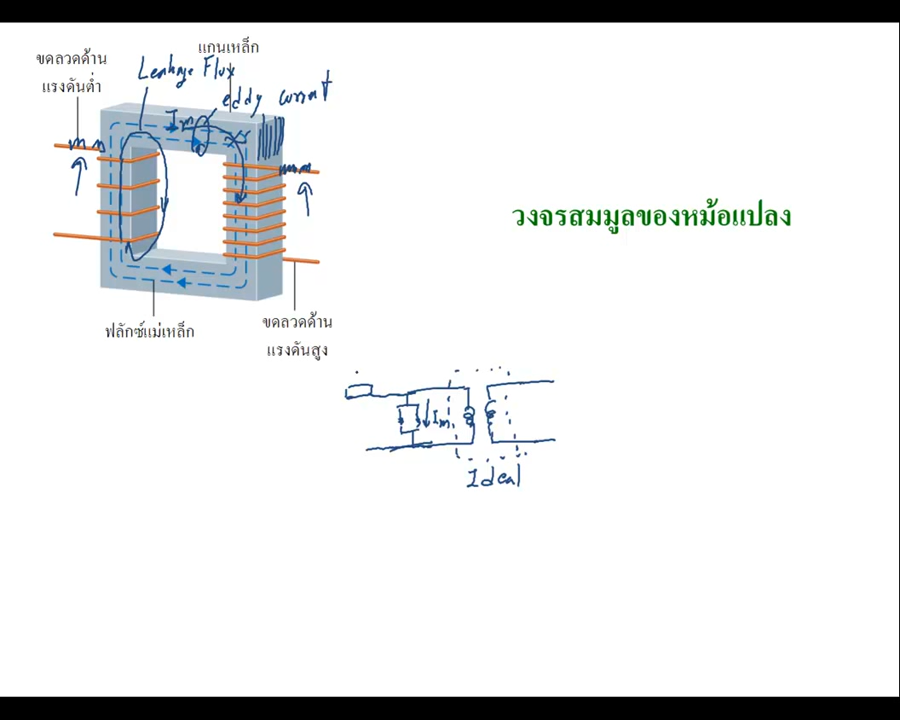 แกนเหล็ก
ขดลวดด้าน
แรงดันต่ำ
Leakage Flux
eddy current
Im
วงจรสมมูลของหม้อแปลง
ฟลักซ์แม่เหล็ก
ขดลวดด้าน
แรงดันสูง
Im
Ideal